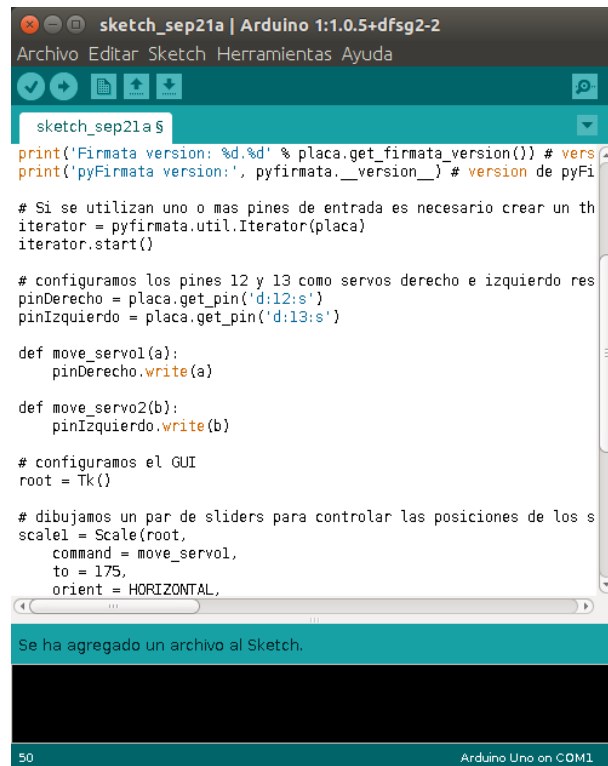 sketch_sep21a | Arduino 1:1.0.5+dfsg2-2
Archivo Editar Sketch Herramientas Ayuda
sketch_sep21a §
print('Firmata version: %d.%d' % placa.get_firmata_version()) # vers
print('pyFirmata version:', pyfirmata.__version__) # version de pyFi
# Si se utilizan uno o mas pines de entrada es necesario crear un th
iterator = pyfirmata.util.Iterator(placa)
iterator.start()
# configuramos los pines 12 y 13 como servos derecho e izquierdo res
pinDerecho = placa.get_pin('d:12:s')
pinIzquierdo = placa.get_pin('d:13:s')
def move_servo1(a):
    pinDerecho.write(a)
def move_servo2(b):
    pinIzquierdo.write(b)
# configuramos el GUI
root = Tk()
# dibujamos un par de sliders para controlar las posiciones de los s
scale1 = Scale(root,
    command = move_servo1,
    to = 175,
    orient = HORIZONTAL,
Se ha agregado un archivo al Sketch.
50 Arduino Uno on COM1